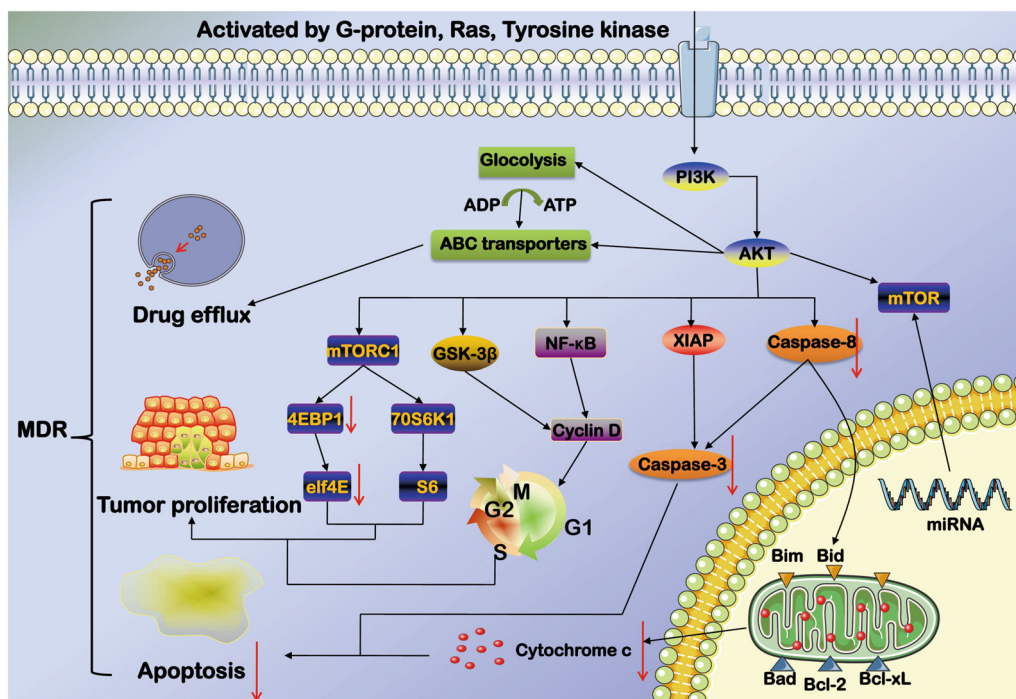 Activated by G-protein, Ras, Tyrosine kinase
Glocolysis
PI3K
ADP
ATP
ABC transporters
AKT
mTOR
Drug efflux
mTORC1
GSK-3β
NF-κB
XIAP
Caspase-8
MDR
4EBP1
70S6K1
Cyclin D
Caspase-3
elf4E
S6
M
G2
G1
S
Tumor proliferation
miRNA
Bim
Bid
Apoptosis
Cytochrome c
Bad
Bcl-2
Bcl-xL